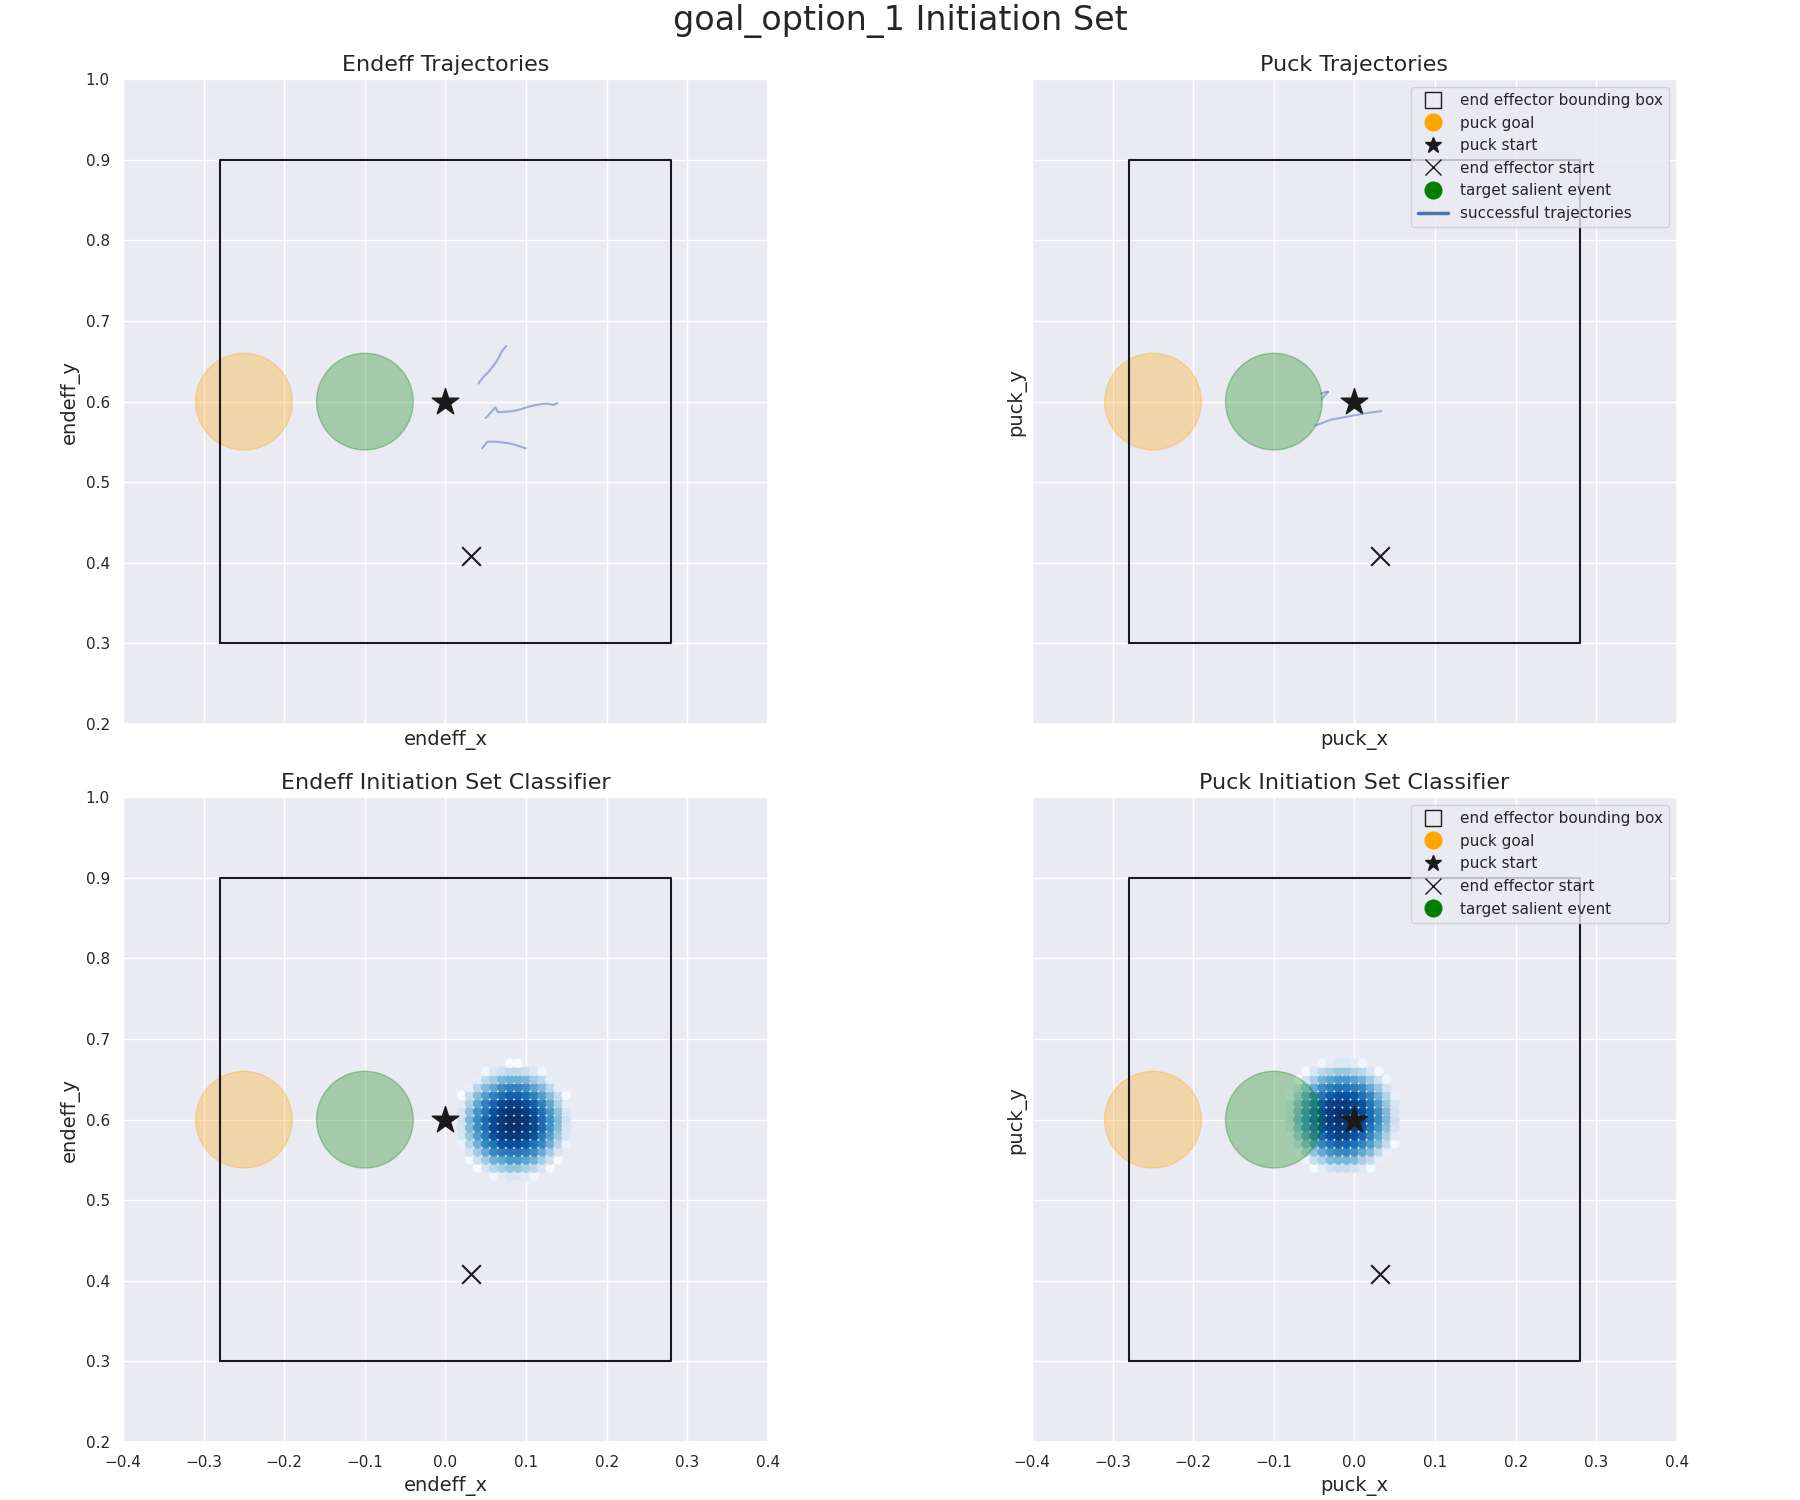 goal_option_1 Initiation Set
Endeff Trajectories
1.0
0.9
0.8
0.7
0.6
0.5
0.4
0.3
0.2
endeff_y
endeff_x
Puck Trajectories
end effector bounding box
puck goal
puck start
end effector start
target salient event
successful trajectories
puck_y
puck_x
Endeff Initiation Set Classifier
1.0
0.9
0.8
0.7
0.6
0.5
0.4
0.3
0.2
endeff_y
−0.4 −0.3 −0.2 −0.1 0.0 0.1 0.2 0.3 0.4
endeff_x
Puck Initiation Set Classifier
end effector bounding box
puck goal
puck start
end effector start
target salient event
puck_y
−0.4 −0.3 −0.2 −0.1 0.0 0.1 0.2 0.3 0.4
puck_x